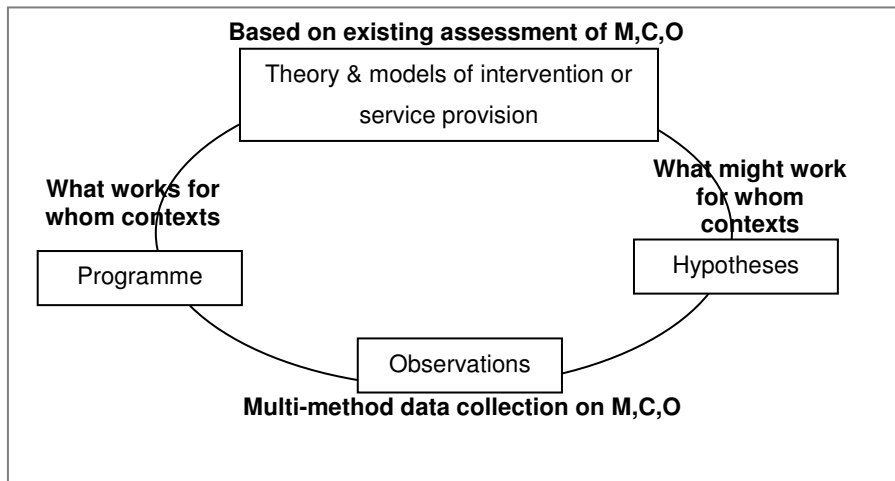 Based on existing assessment of M,C,O
Theory & models of intervention or
service provision
What works for
whom contexts
What might work
for whom
contexts
Programme
Hypotheses
Observations
Multi-method data collection on M,C,O